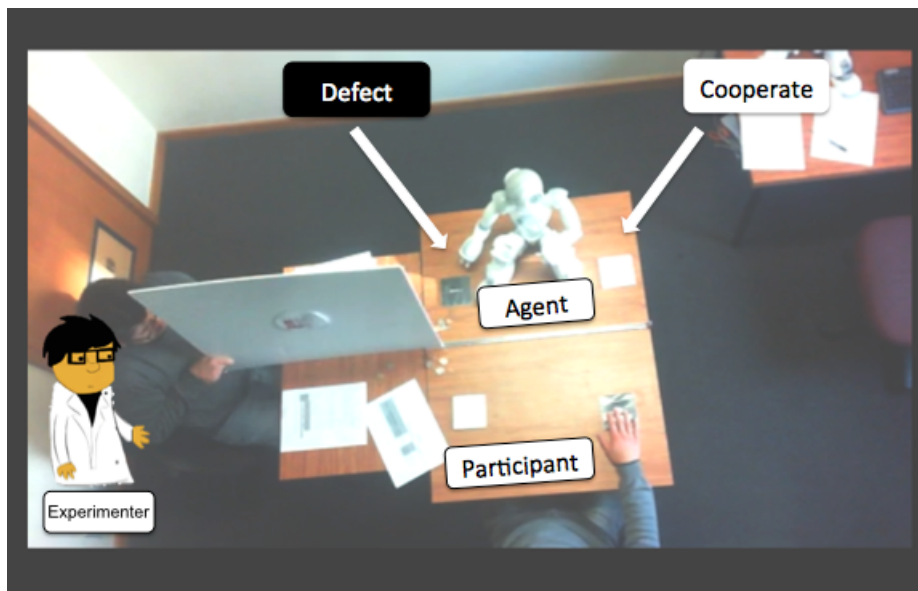 Defect
Cooperate
Agent
Participant
Experimenter